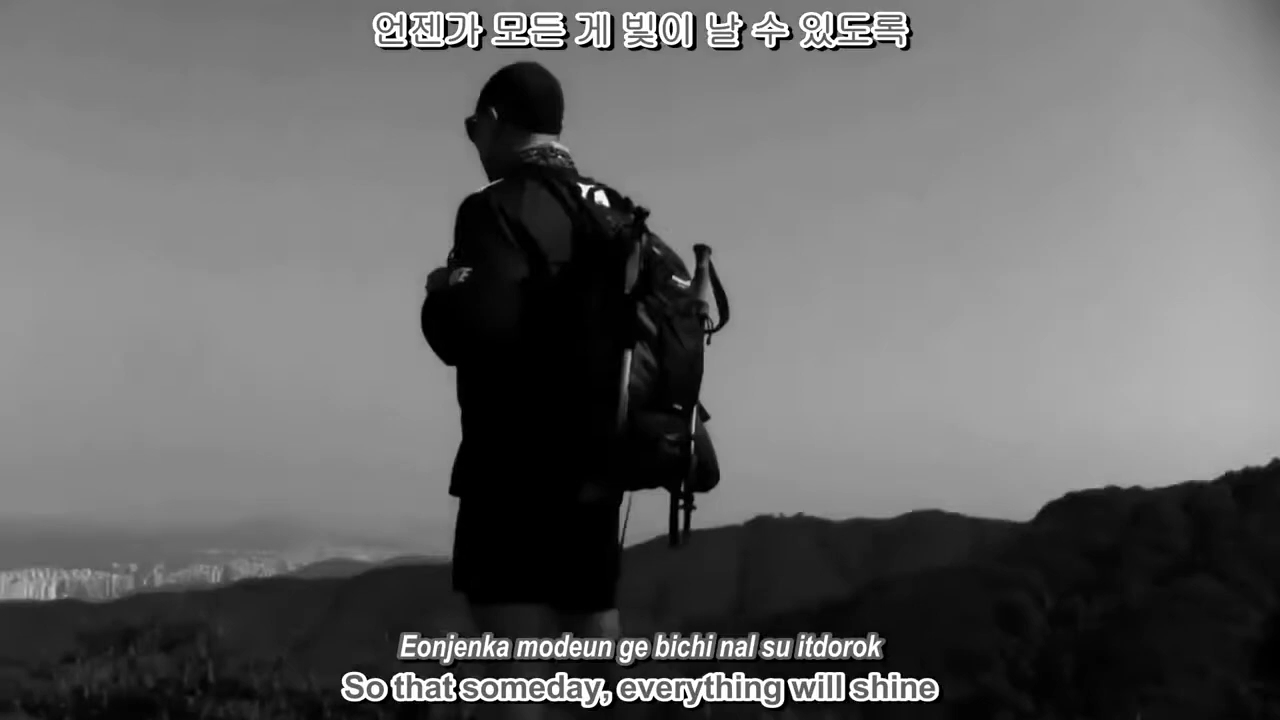 언젠가 모든 게 빛이 날 수 있도록
Eonjenka modeun ge bichi nal su itdorok
So that someday, everything will shine